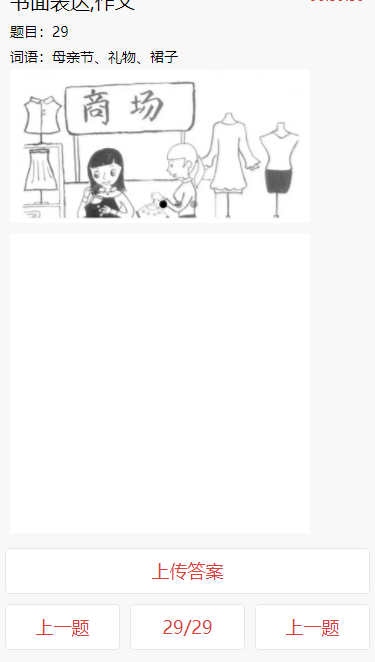 书面表达,作文
题目：29
词语：母亲节、礼物、裙子
商 场
上传答案
上一题
29/29
上一题